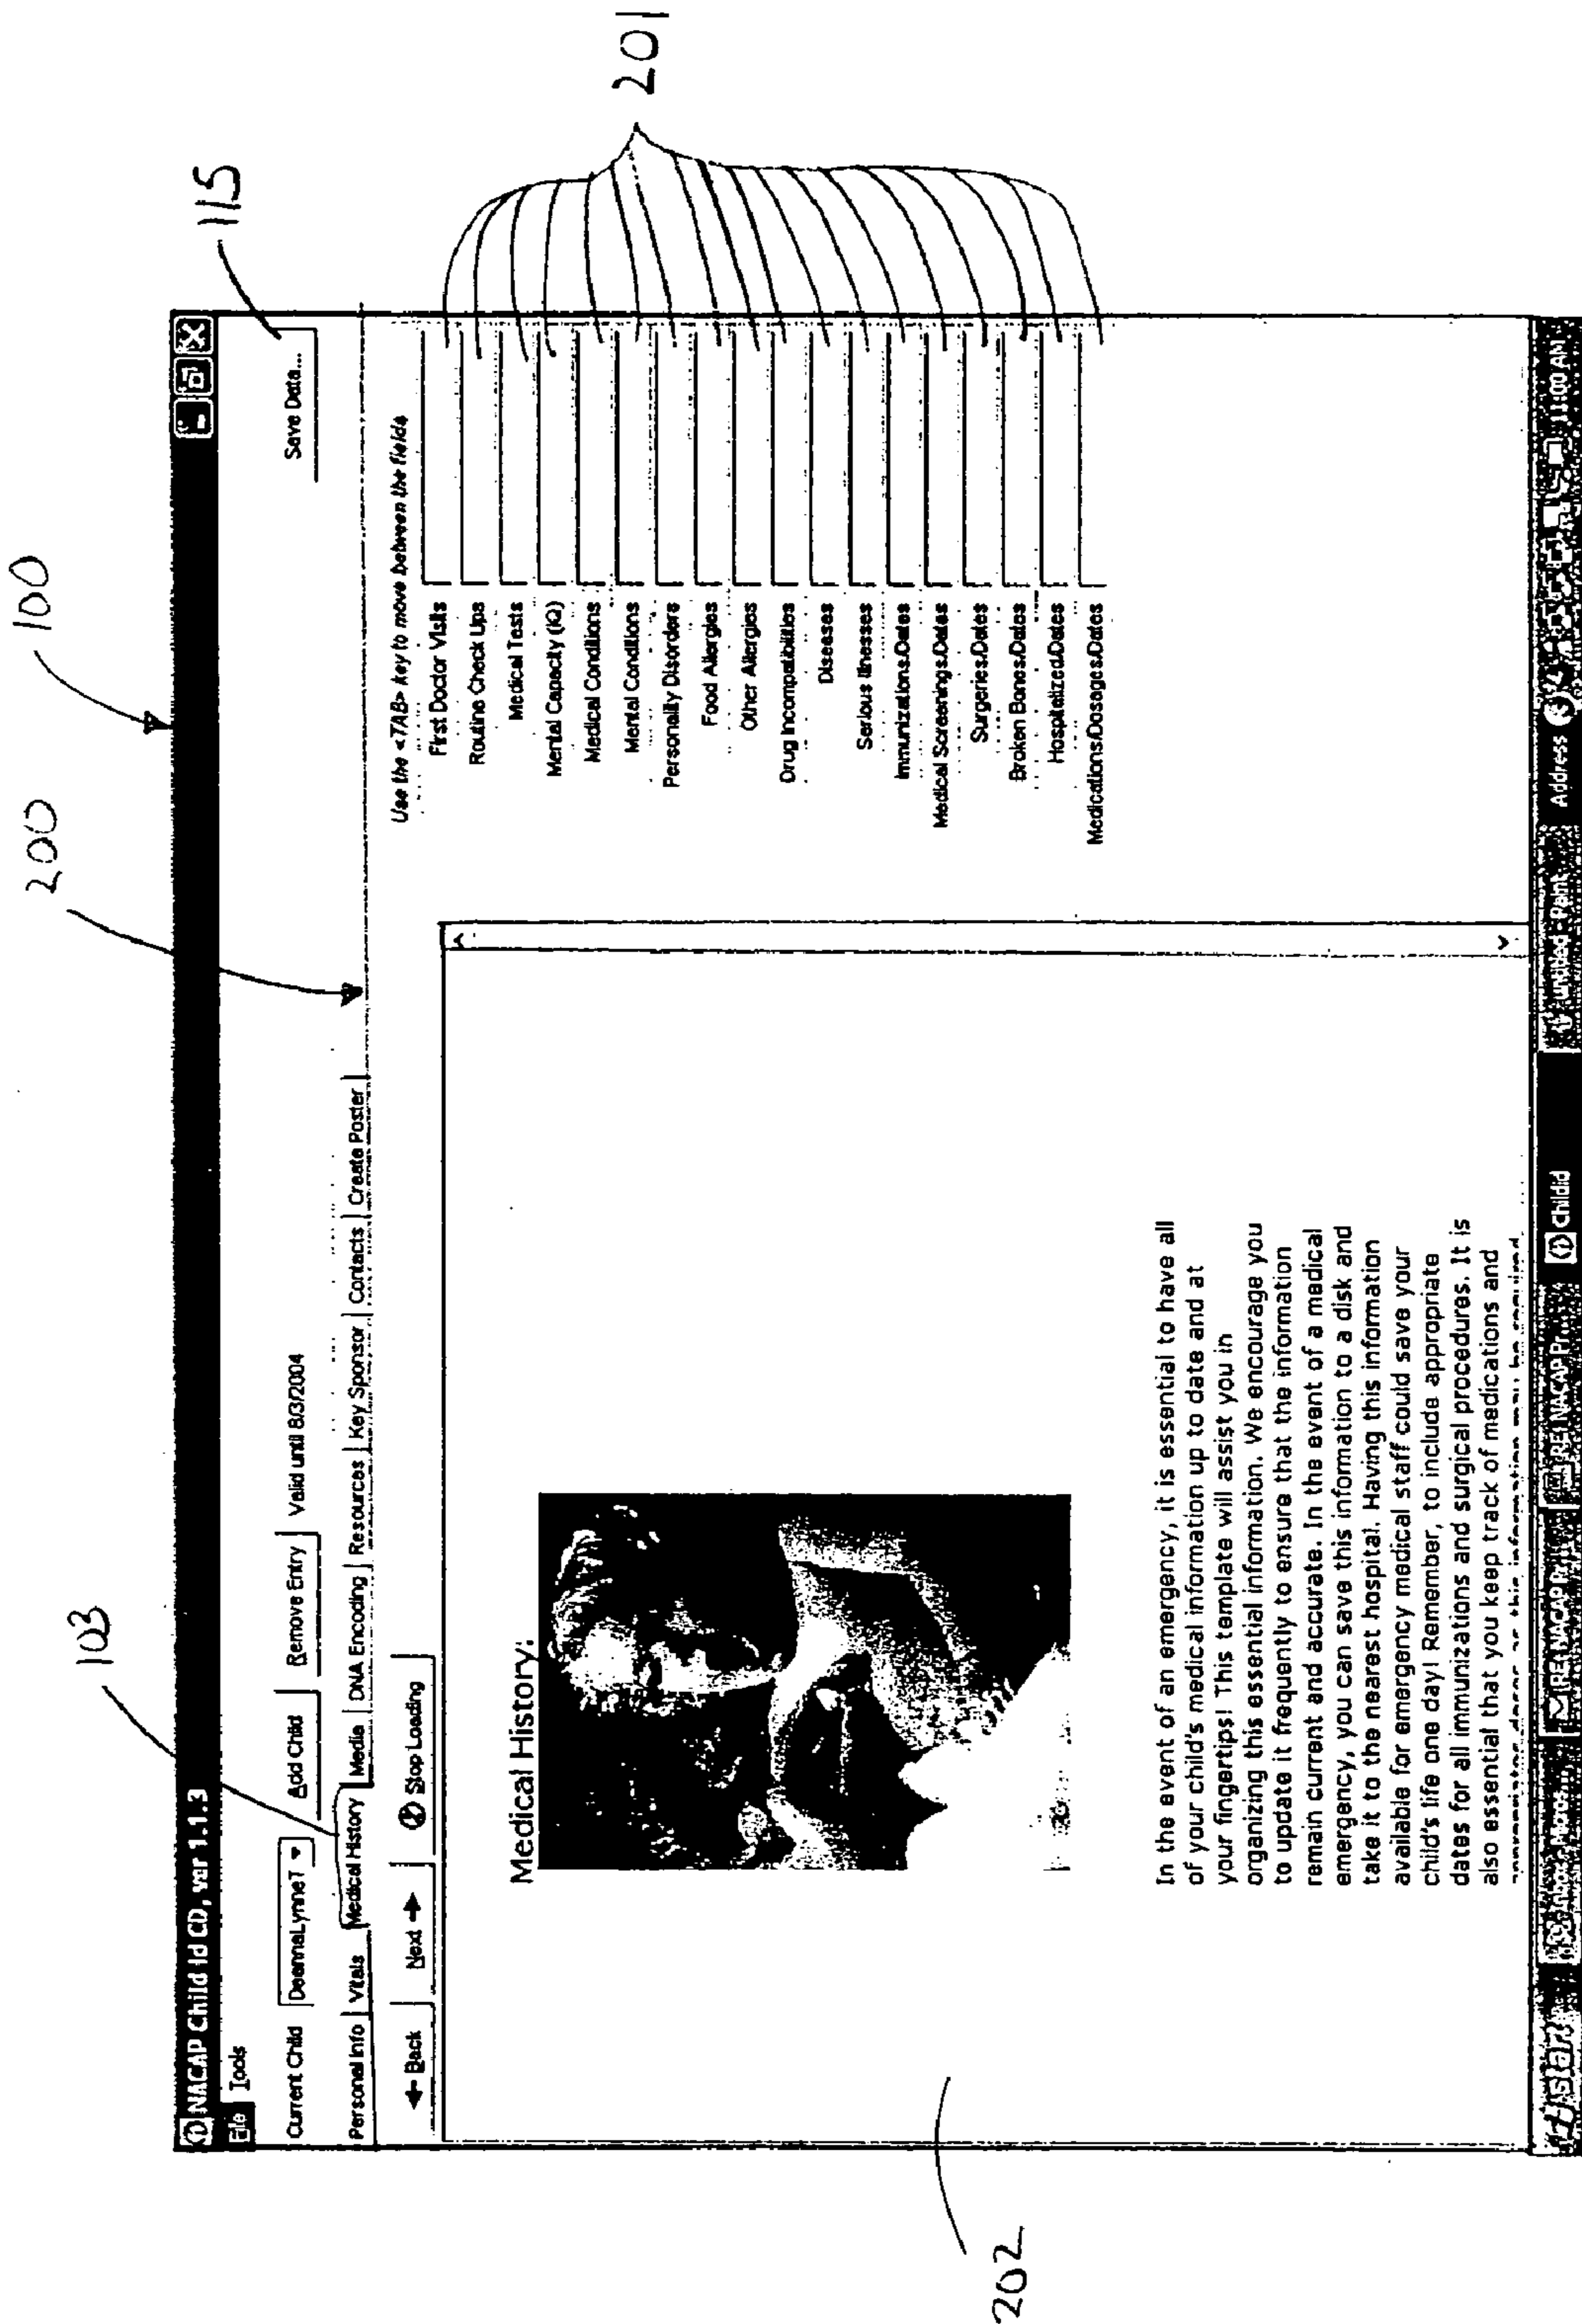 100
200
103
115
201
202
NACAP Child Id CD, ver 1.1.3
File Tools
Current Child DeennaLynneT Add Child Remove Entry Valid until 8/3/2004 Save Data...
Personal Info Vitals Medical History Media DNA Encoding Resources Key Sponsor Contacts Create Poster
Back Next Stop Loading
Use the <TAB> key to move between the fields
Medical History:
In the event of an emergency, it is essential to have all
of your child's medical information up to date and at
your fingertips! This template will assist you in
organizing this essential information. We encourage you
to update it frequently to ensure that the information
remain current and accurate. In the event of a medical
emergency, you can save this information to a disk and
take it to the nearest hospital. Having this information
available for emergency medical staff could save your
child's life one day! Remember, to include appropriate
dates for all immunizations and surgical procedures. It is
also essential that you keep track of medications and
First Doctor Visits
Routine Check Ups
Medical Tests
Mental Capacity (IQ)
Medical Conditions
Mental Conditions
Personality Disorders
Food Allergies
Other Allergies
Drug Incompatibilities
Diseases
Serious Illnesses
Immunizations/Dates
Medical Screenings/Dates
Surgeries/Dates
Broken Bones/Dates
Hospitalized/Dates
Medications/Dosages/Dates
start
Childid
Address
11:00 AM